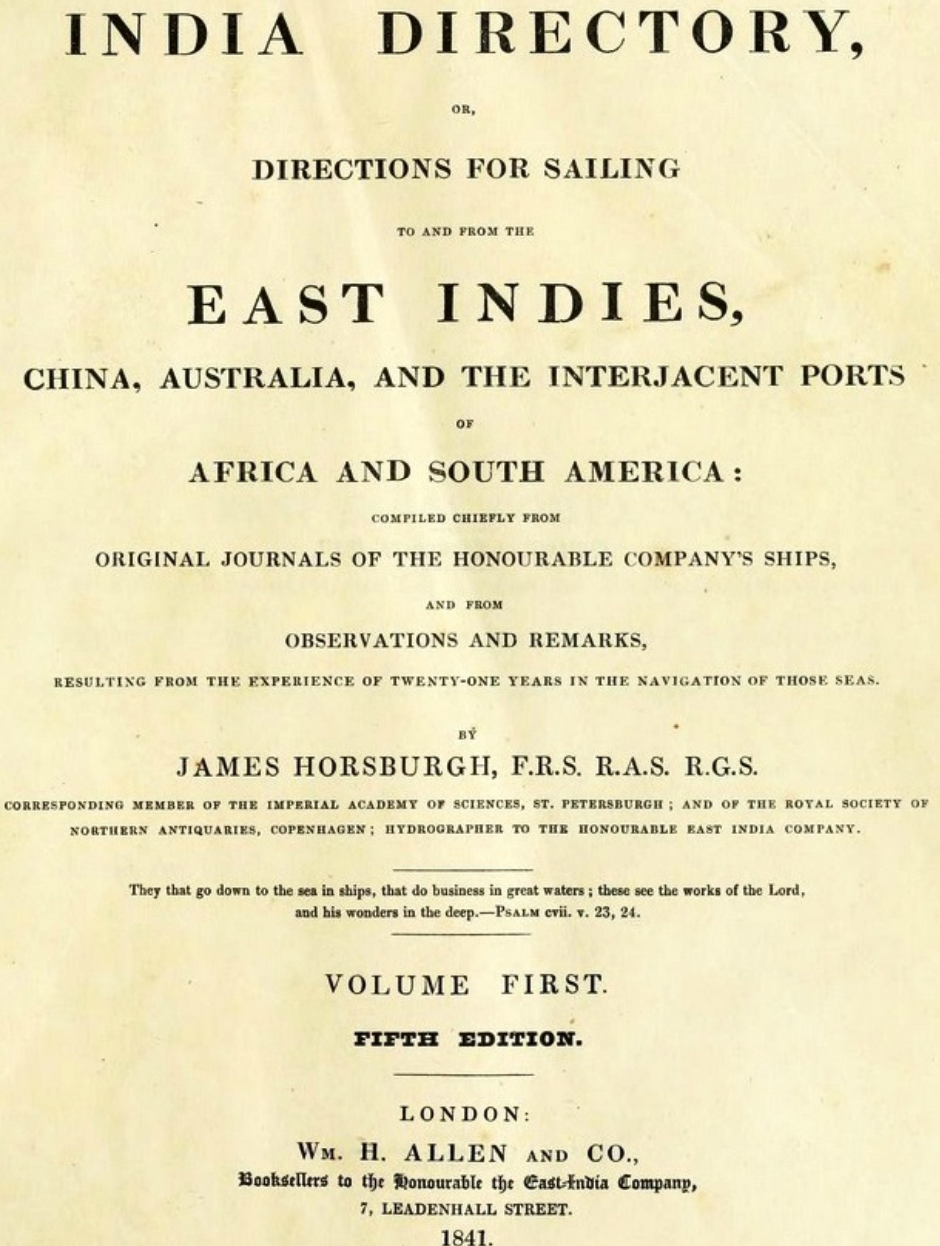 INDIA DIRECTORY,
OR,
DIRECTIONS FOR SAILING
TO AND FROM THE
EAST INDIES,
CHINA, AUSTRALIA, AND THE INTERJACENT PORTS
OF
AFRICA AND SOUTH AMERICA:
COMPILED CHIEFLY FROM
ORIGINAL JOURNALS OF THE HONOURABLE COMPANY'S SHIPS,
AND FROM
OBSERVATIONS AND REMARKS,
RESULTING FROM THE EXPERIENCE OF TWENTY-ONE YEARS IN THE NAVIGATION OF THOSE SEAS.
BY
JAMES HORSBURGH, F.R.S. R.A.S. R.G.S.
CORRESPONDING MEMBER OF THE IMPERIAL ACADEMY OF SCIENCES, ST. PETERSBURGH; AND OF THE ROYAL SOCIETY OF
NORTHERN ANTIQUARIES, COPENHAGEN; HYDROGRAPHER TO THE HONOURABLE EAST INDIA COMPANY.
They that go down to the sea in ships, that do business in great waters; these see the works of the Lord,
and his wonders in the deep.—PSALM cvii. v. 23, 24.
VOLUME FIRST.
FIFTH EDITION.
LONDON:
WM. H. ALLEN AND CO.,
Booksellers to the Honourable the East-India Company,
7, LEADENHALL STREET.
1841.